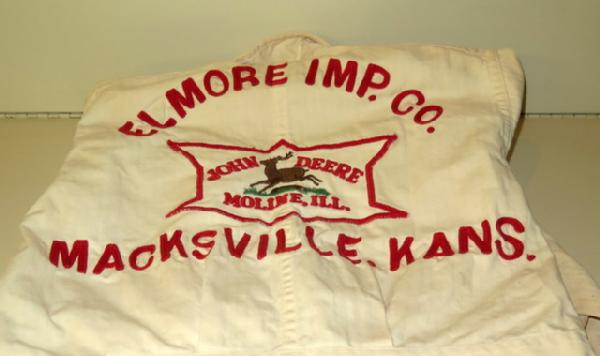 ELMORE IMP. CO.
JOHN DEERE
MOLINE, ILL.
MACKSVILLE, KANS.